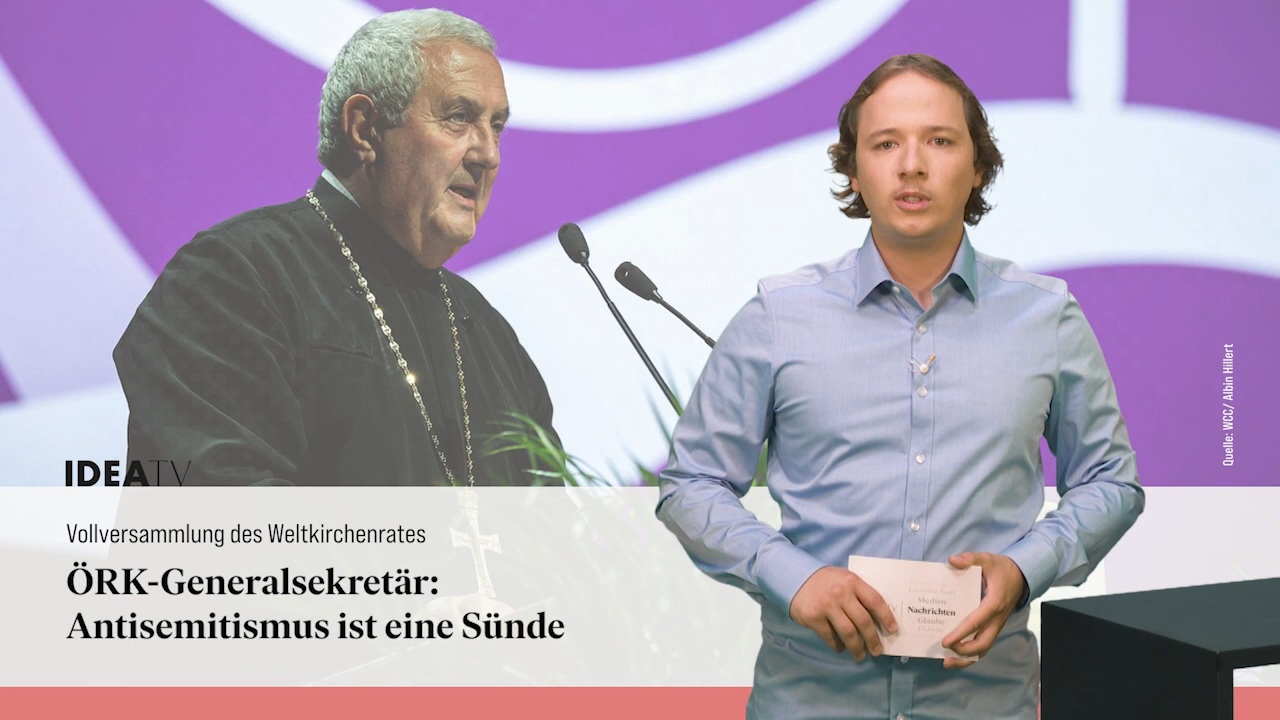 IDEATV
Vollversammlung des Weltkirchenrates
ÖRK-Generalsekretär:
Antisemitismus ist eine Sünde
Quelle: WCC/ Albin Hillert
Medien
Nachrichten
Glaube